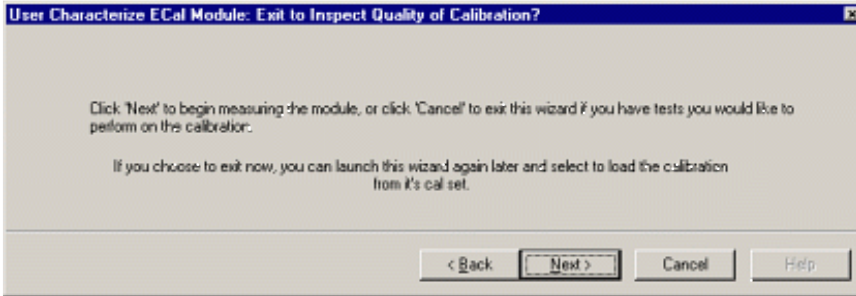 User Characterize ECal Module: Exit to Inspect Quality of Calibration?
Click 'Next' to begin measuring the module, or click 'Cancel' to exit this wizard if you have tests you would like to
perform on the calibration.
If you choose to exit now, you can launch this wizard again later and select to load the calibration
from it's cal set.
< Back Next > Cancel Help